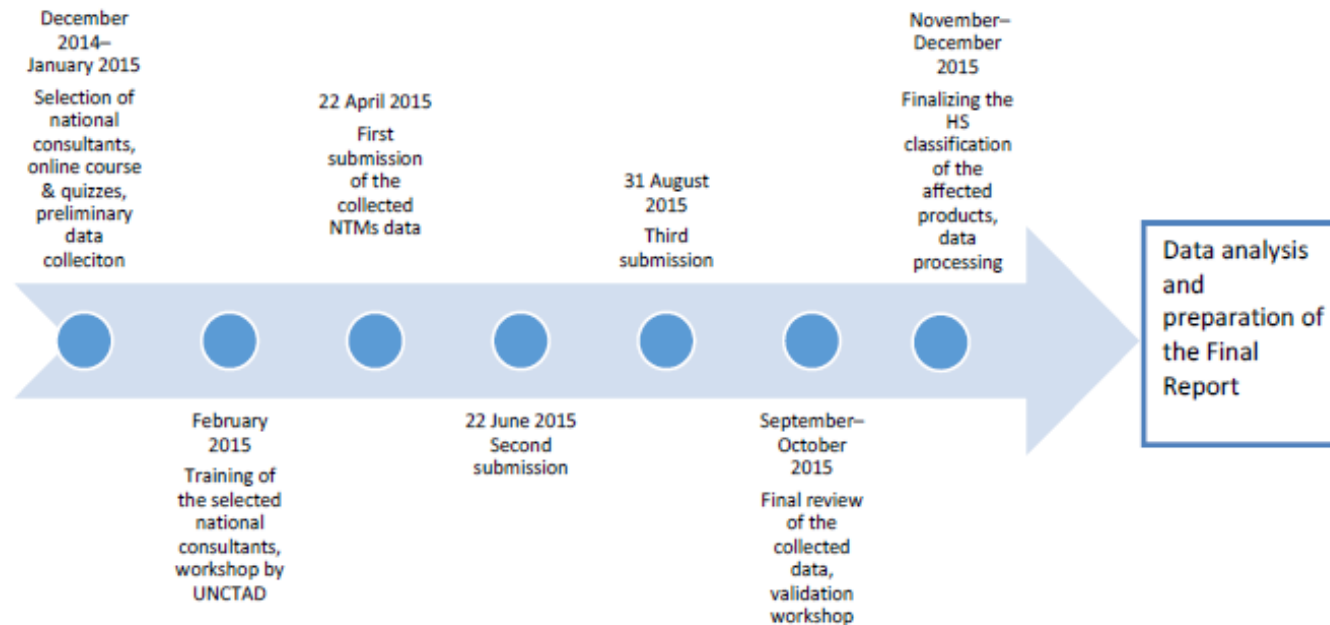 December
2014–
January 2015
Selection of
national
consultants,
online course
& quizzes,
preliminary
data
colleciton
February
2015
Training of
the selected
national
consultants,
workshop by
UNCTAD
22 April 2015
First
submission
of the
collected
NTMs data
22 June 2015
Second
submission
31 August
2015
Third
submission
September–
October
2015
Final review
of the
collected
data,
validation
workshop
November–
December
2015
Finalizing the
HS
classification
of the
affected
products,
data
processing
Data analysis
and
preparation of
the Final
Report